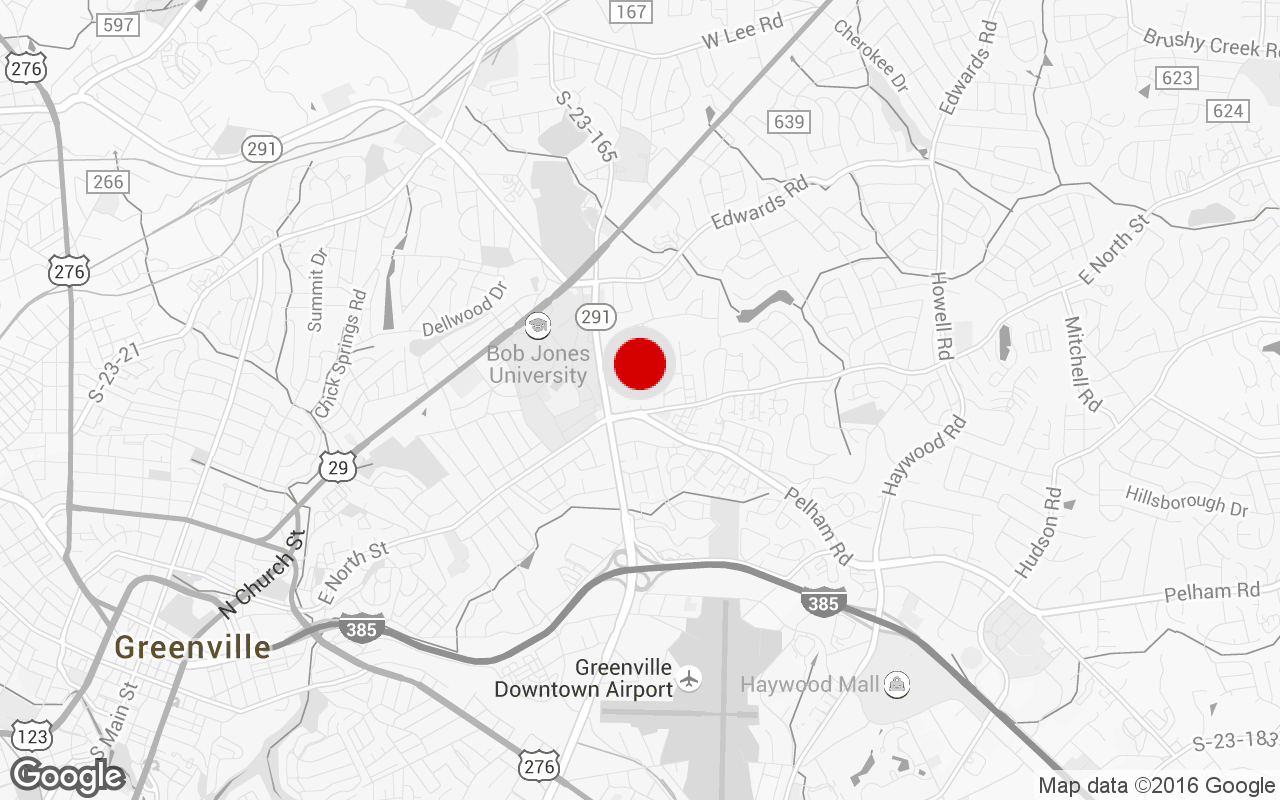 597
167
W Lee Rd
Cherokee Dr
Edwards Rd
Brushy Creek R
276
623
624
S-23-165
639
291
266
Edwards Rd
E North St
276
Summit Dr
Chick Springs Rd
Dellwood Dr
291
Howell Rd
Mitchell Rd
Bob Jones
University
S-23-21
29
Haywood Rd
Pelham Rd
Hudson Rd
Hillsborough Dr
N Church St
E North St
385
385
Pelham Rd
Greenville
Greenville
Downtown Airport
Haywood Mall
S Main St
123
276
S-23-183
Google
Map data ©2016 Google